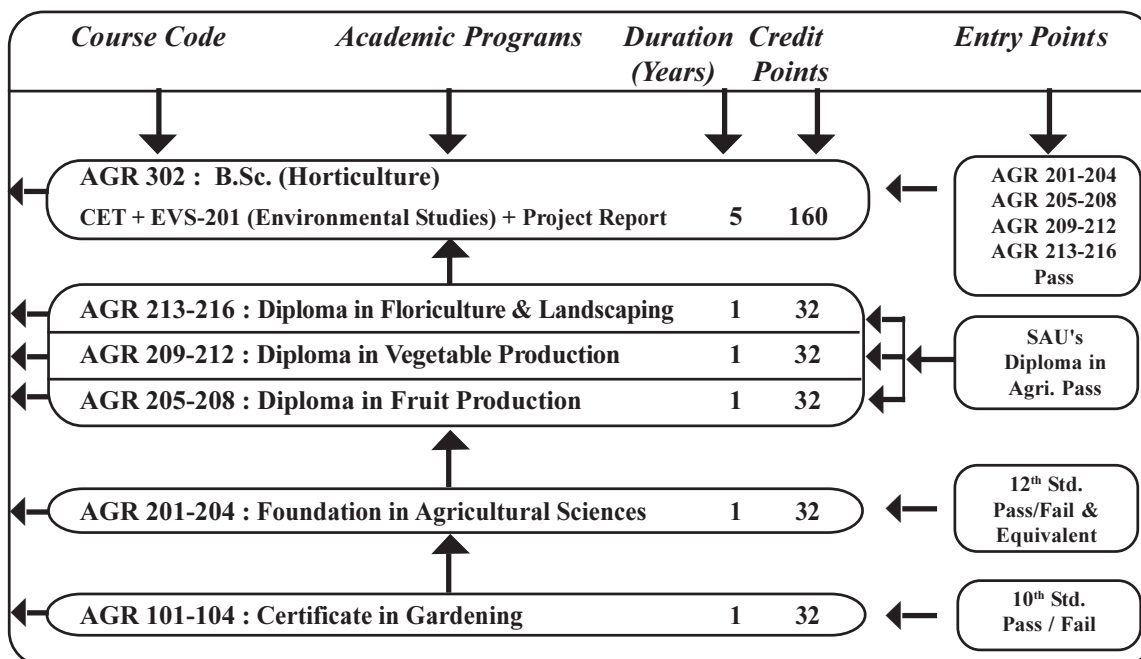 Course Code Academic Programs Duration (Years) Credit Points Entry Points
AGR 302 : B.Sc. (Horticulture)
CET + EVS-201 (Environmental Studies) + Project Report 5 160
AGR 201-204
AGR 205-208
AGR 209-212
AGR 213-216
Pass
AGR 213-216 : Diploma in Floriculture & Landscaping 1 32
AGR 209-212 : Diploma in Vegetable Production 1 32
AGR 205-208 : Diploma in Fruit Production 1 32
SAU's
Diploma in
Agri. Pass
AGR 201-204 : Foundation in Agricultural Sciences 1 32
12th Std.
Pass/Fail &
Equivalent
AGR 101-104 : Certificate in Gardening 1 32
10th Std.
Pass / Fail